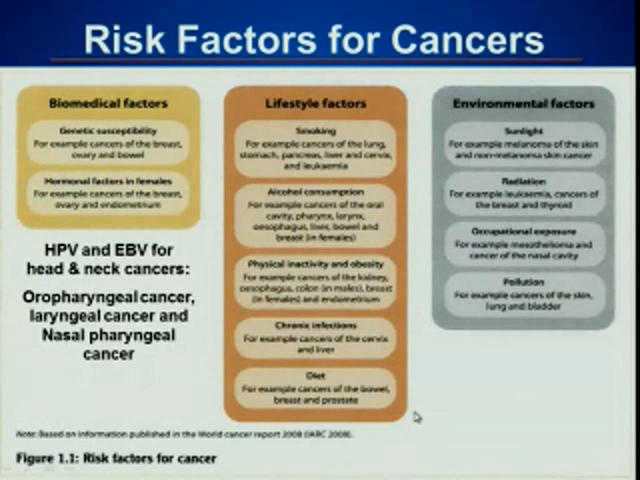 Risk Factors for Cancers
Biomedical factors
Genetic susceptibility
For example cancers of the breast,
ovary and bowel
Hormonal factors in females
For example cancers of the breast,
ovary and endometrium
HPV and EBV for
head & neck cancers:
Oropharyngeal cancer,
laryngeal cancer and
Nasal pharyngeal
cancer
Lifestyle factors
Smoking
For example cancers of the lung,
stomach, pancreas, liver and cervix,
and leukaemia
Alcohol consumption
For example cancers of the oral
cavity, pharynx, larynx,
oesophagus, liver, bowel and
breast (in females)
Physical inactivity and obesity
For example cancers of the kidney,
oesophagus, colon (in males), breast
(in females) and endometrium
Chronic infections
For example cancers of the cervix
and liver
Diet
For example cancers of the bowel,
breast and prostate
Environmental factors
Sunlight
For example melanoma of the skin
and non-melanoma skin cancer
Radiation
For example leukaemia, cancers of
the breast and thyroid
Occupational exposure
For example mesothelioma and
cancer of the nasal cavity
Pollution
For example cancers of the skin,
lung and bladder
Note: Based on information published in the World cancer report 2008 (IARC 2008).
Figure 1.1: Risk factors for cancer